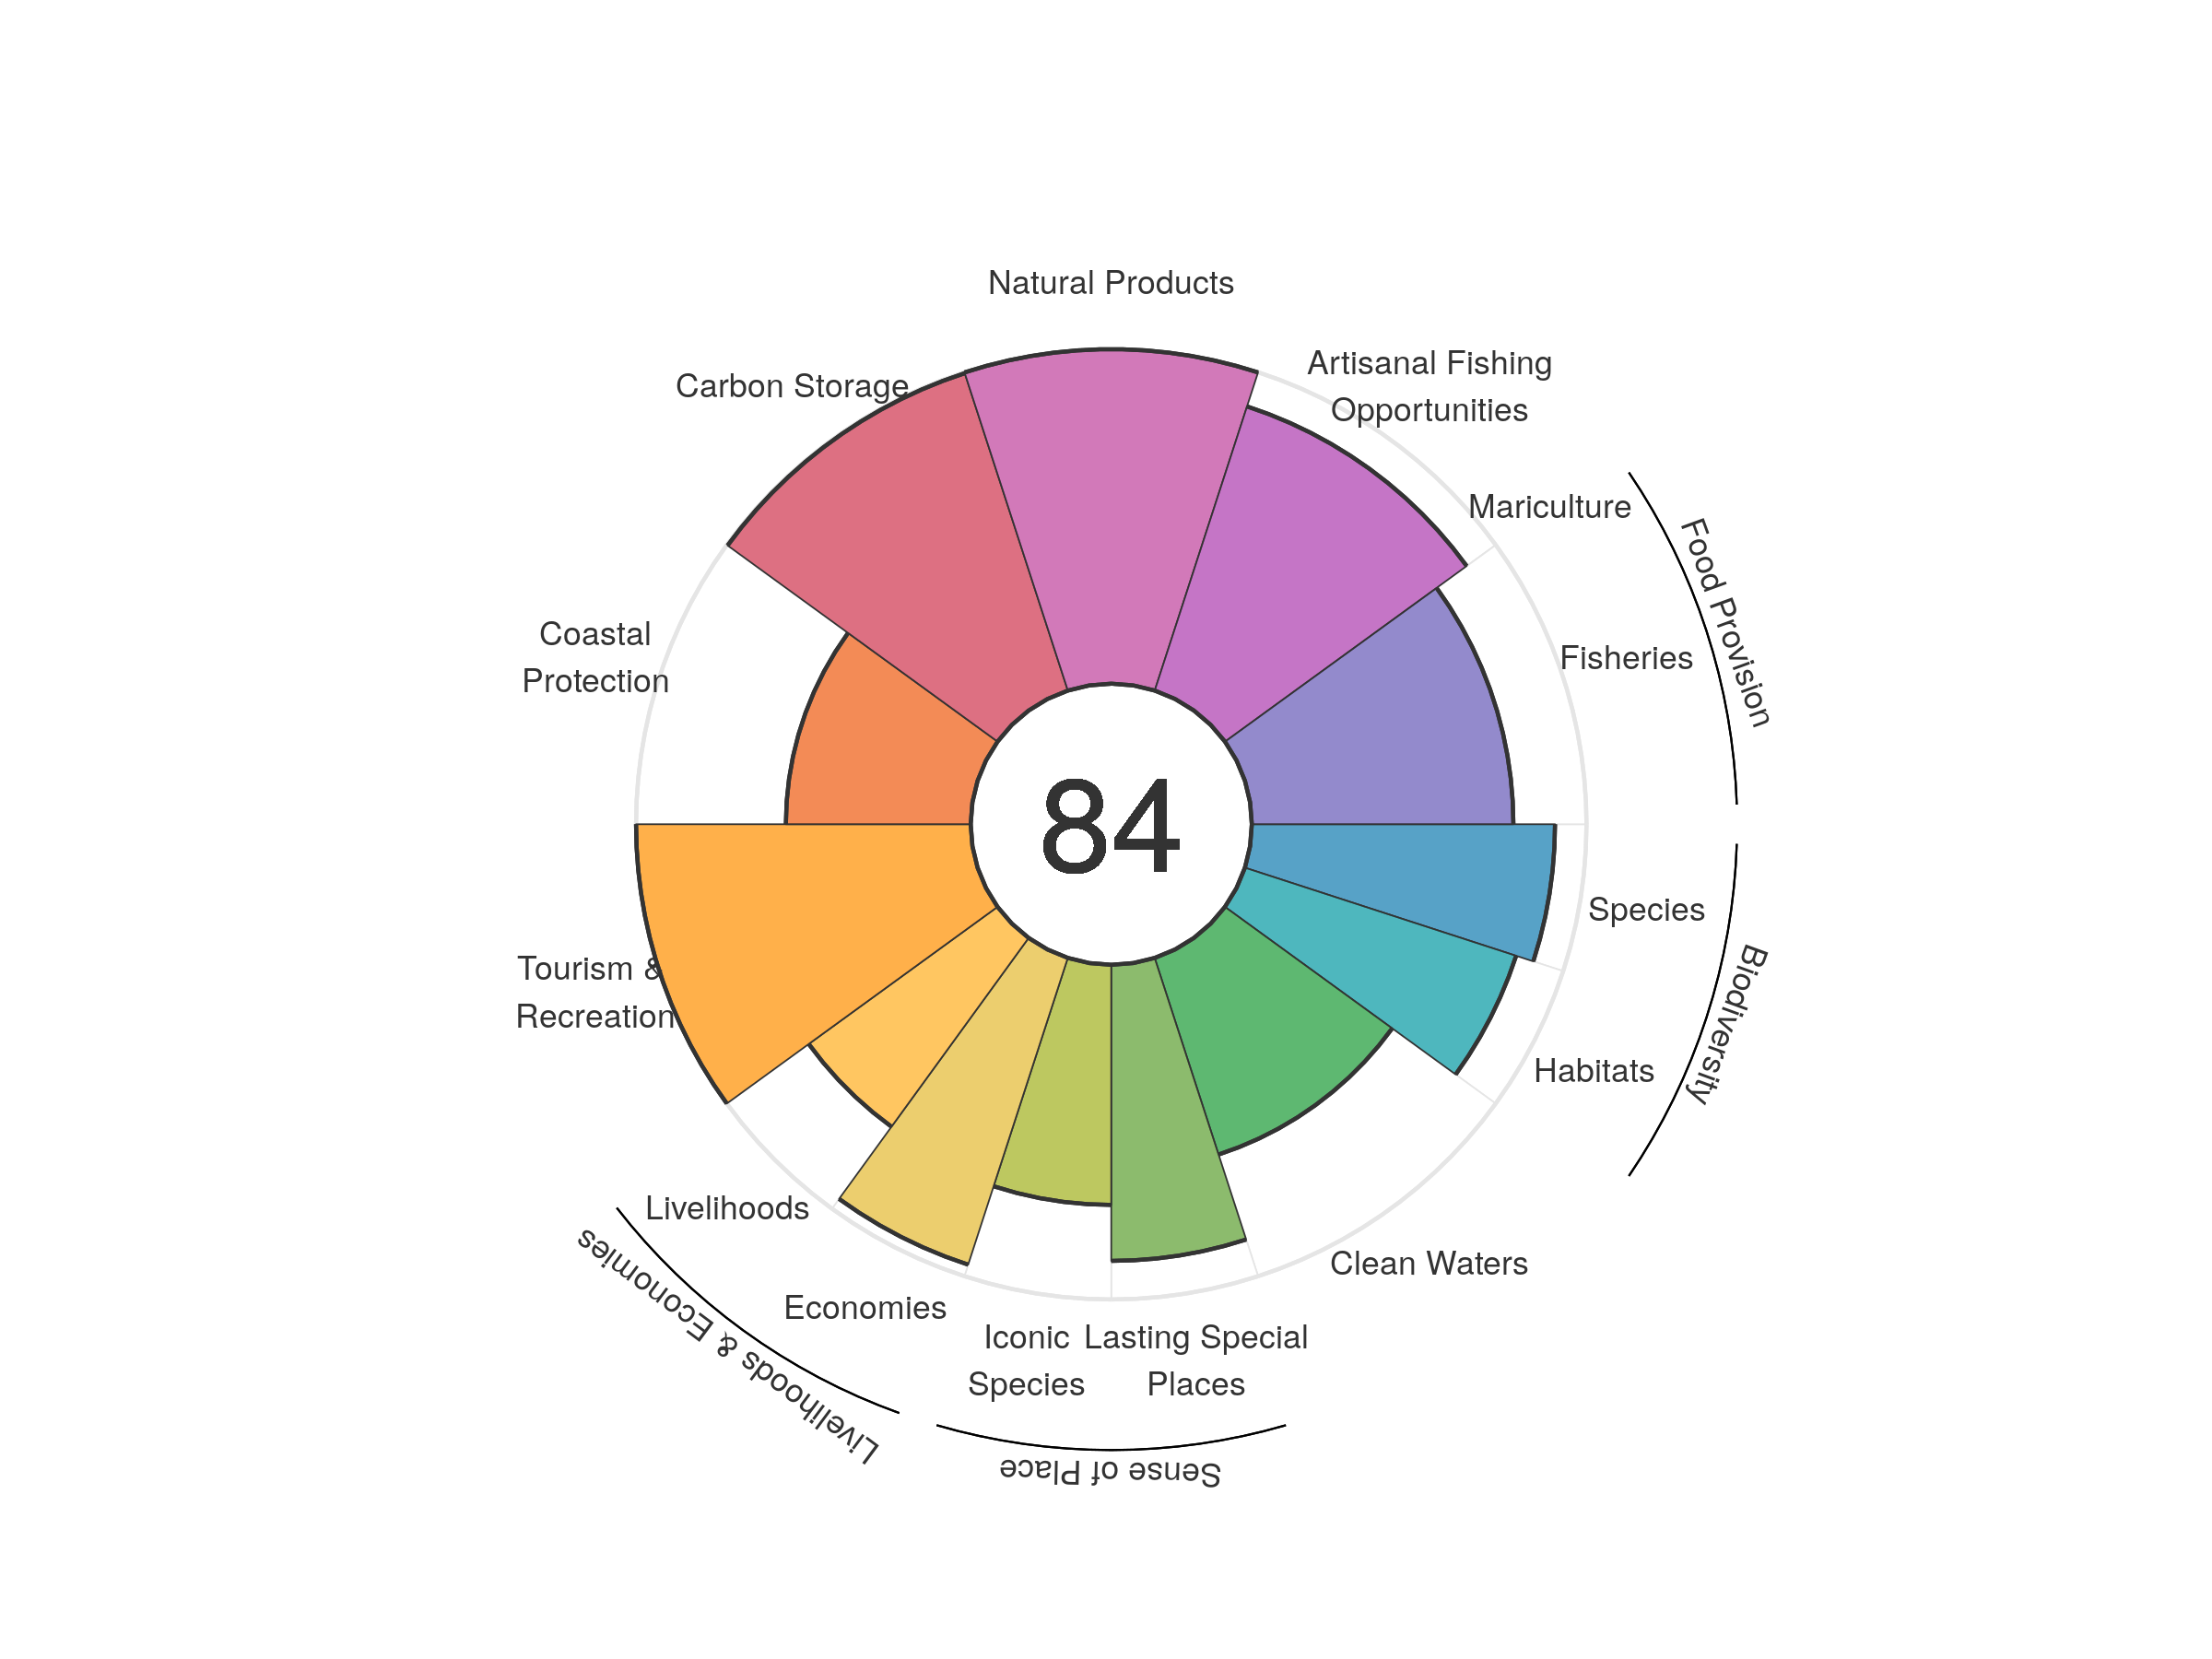 Natural Products
Artisanal Fishing
Opportunities
Carbon Storage
Mariculture
Food Provision
Fisheries
Coastal
Protection
84
Species
Biodiversity
Habitats
Tourism &
Recreation
Livelihoods
Livelihoods & Economies
Clean Waters
Economies
Iconic
Species
Lasting Special
Places
Sense of Place